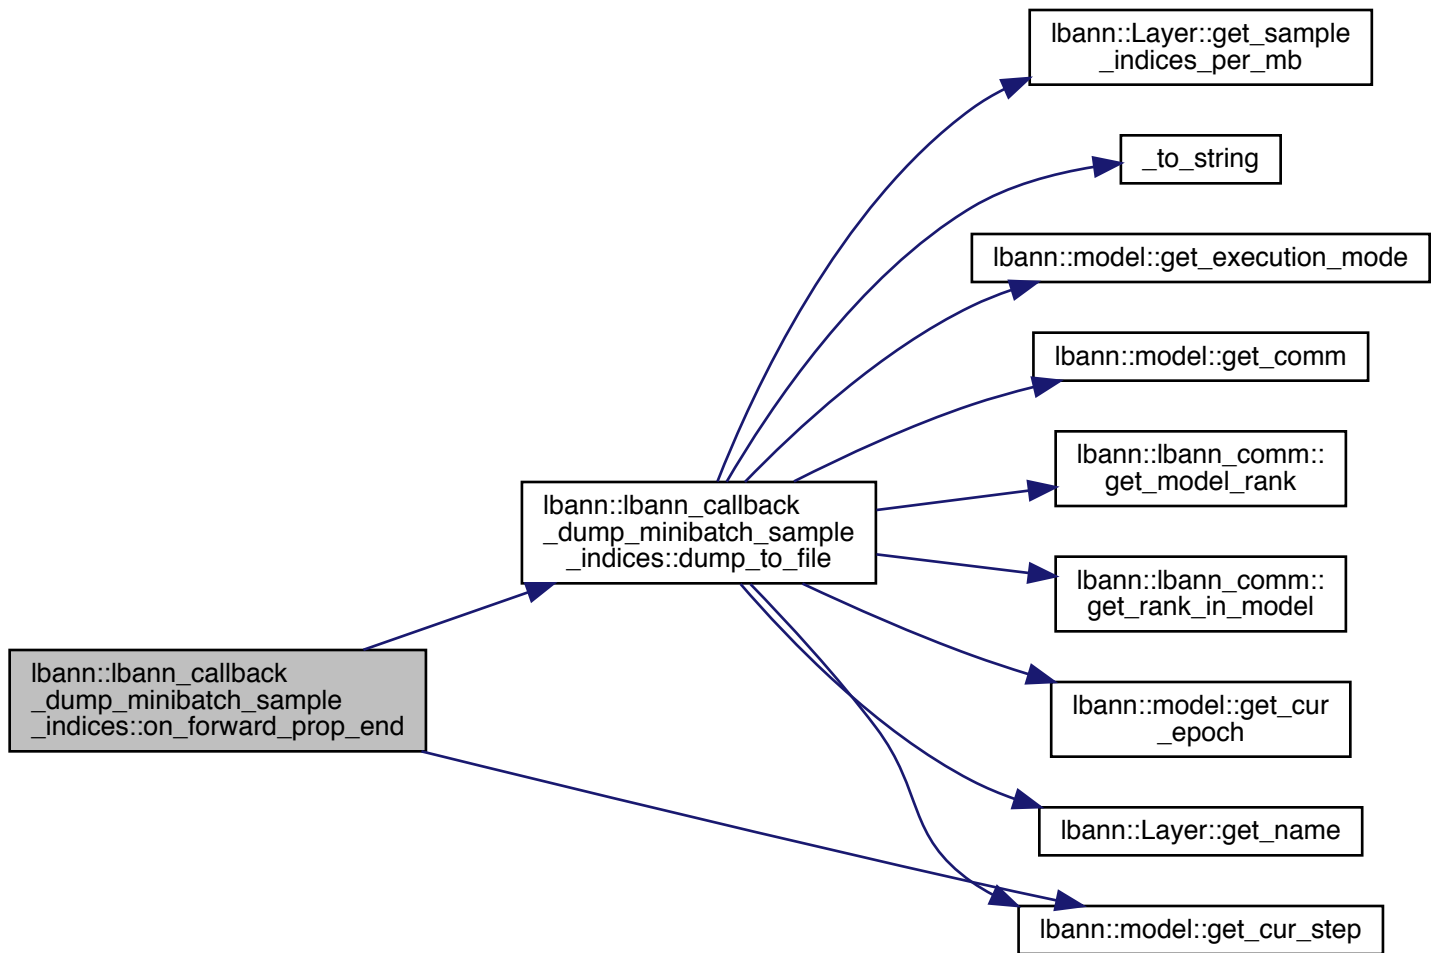 lbann::Layer::get_sample
_indices_per_mb
_to_string
lbann::model::get_execution_mode
lbann::model::get_comm
lbann::lbann_comm::
get_model_rank
lbann::lbann_callback
_dump_minibatch_sample
_indices::dump_to_file
lbann::lbann_comm::
get_rank_in_model
lbann::lbann_callback
_dump_minibatch_sample
_indices::on_forward_prop_end
lbann::model::get_cur
_epoch
lbann::Layer::get_name
lbann::model::get_cur_step